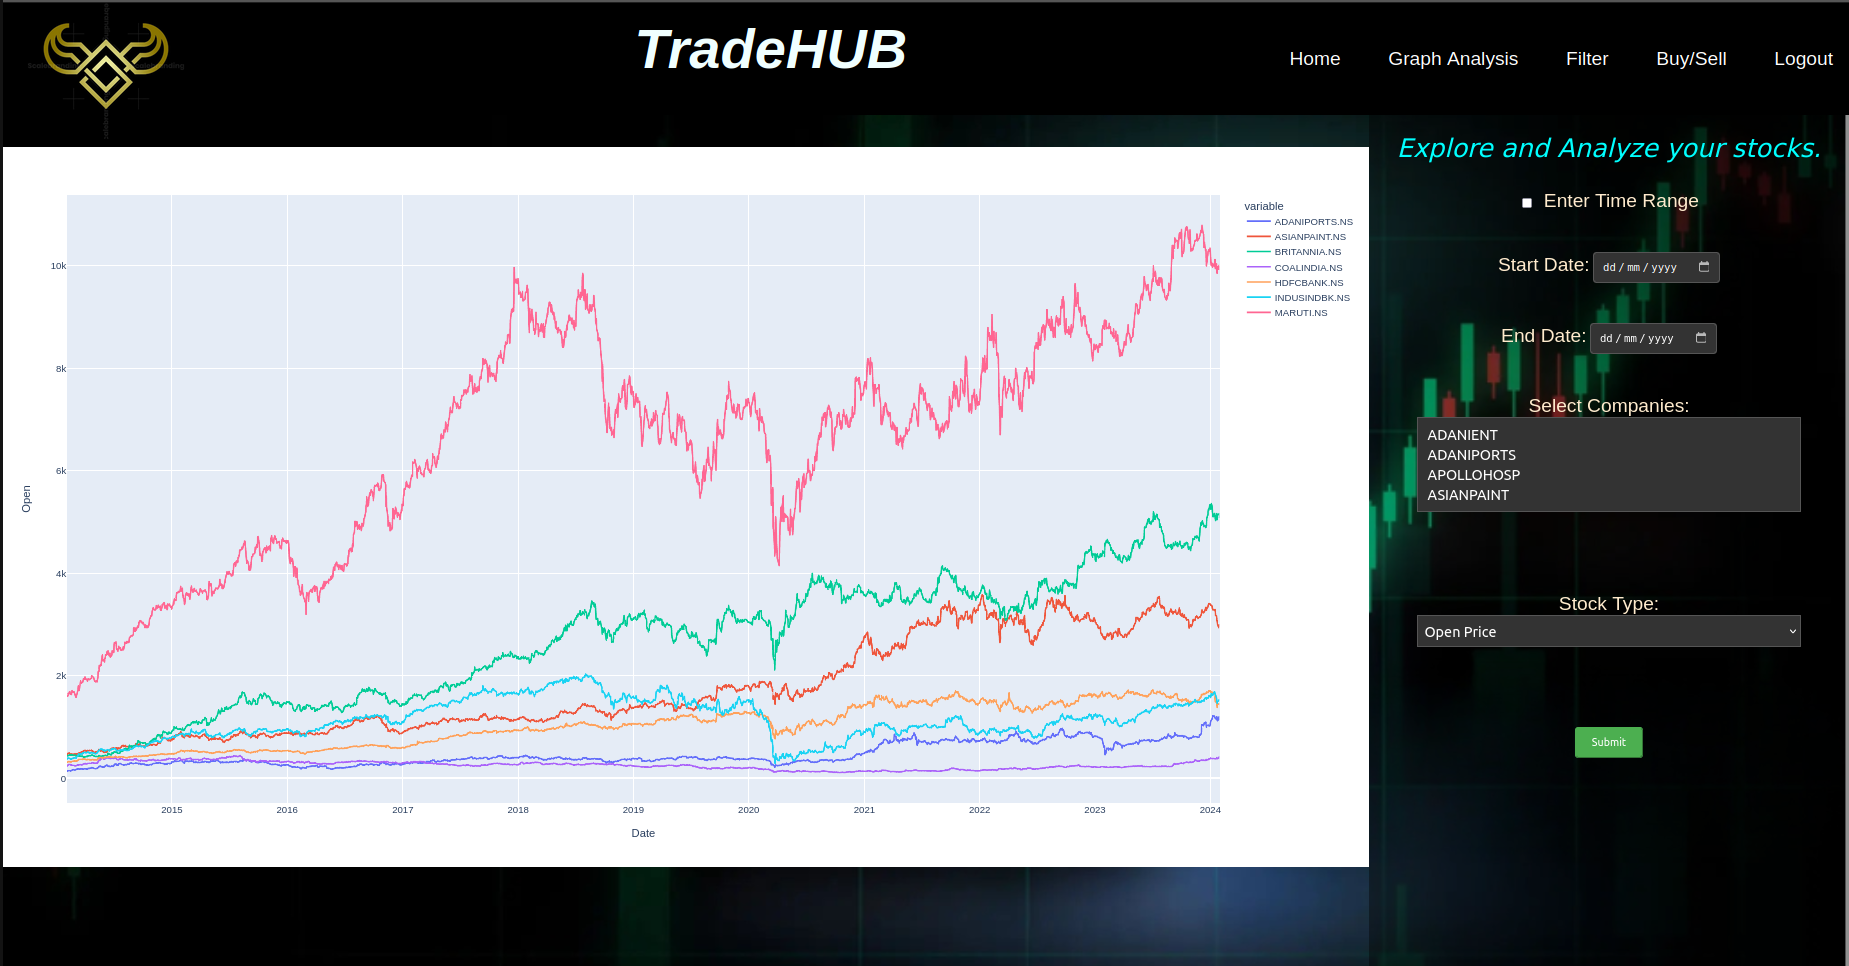 TradeHUB
Home
Graph Analysis
Filter
Buy/Sell
Logout
Explore and Analyze your stocks.
Enter Time Range
Start Date: dd/mm/yyyy
End Date: dd/mm/yyyy
Select Companies:
ADANIENT
ADANIPORTS
APOLLOHOSP
ASIANPAINT
Stock Type:
Open Price
Submit
variable
ADANIPORTS.NS
ASIANPAINT.NS
BRITANNIA.NS
COALINDIA.NS
HDFCBANK.NS
INDUSINDBK.NS
MARUTI.NS
Open
10k
8k
6k
4k
2k
0
2015
2016
2017
2018
2019
2020
2021
2022
2023
2024
Date